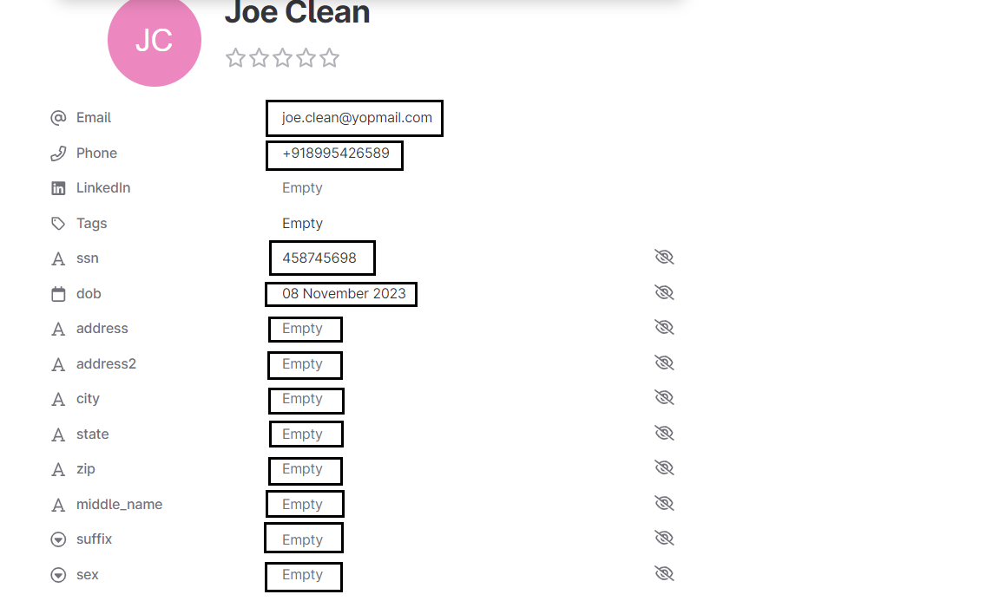 Joe Clean
JC
Email joe.clean@yopmail.com
Phone +918995426589
LinkedIn Empty
Tags Empty
ssn 458745698
dob 08 November 2023
address Empty
address2 Empty
city Empty
state Empty
zip Empty
middle_name Empty
suffix Empty
sex Empty